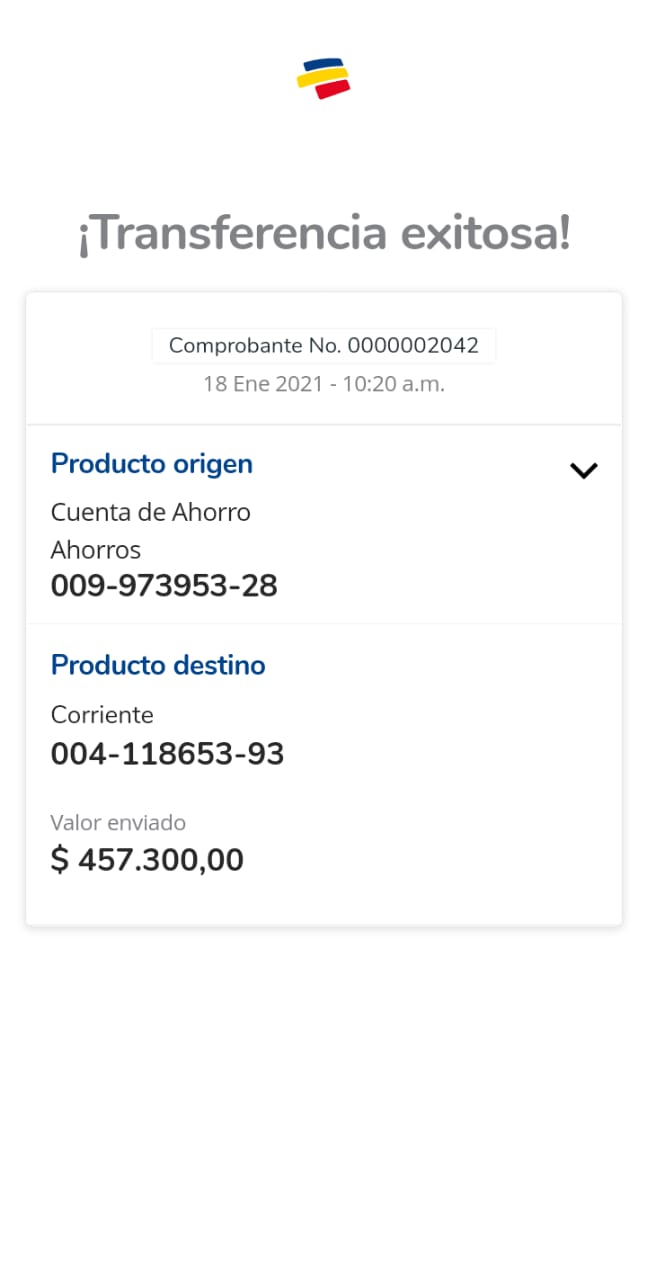 ¡Transferencia exitosa!
Comprobante No. 0000002042
18 Ene 2021 - 10:20 a.m.
Producto origen
Cuenta de Ahorro
Ahorros
009-973953-28
Producto destino
Corriente
004-118653-93
Valor enviado
$ 457.300,00